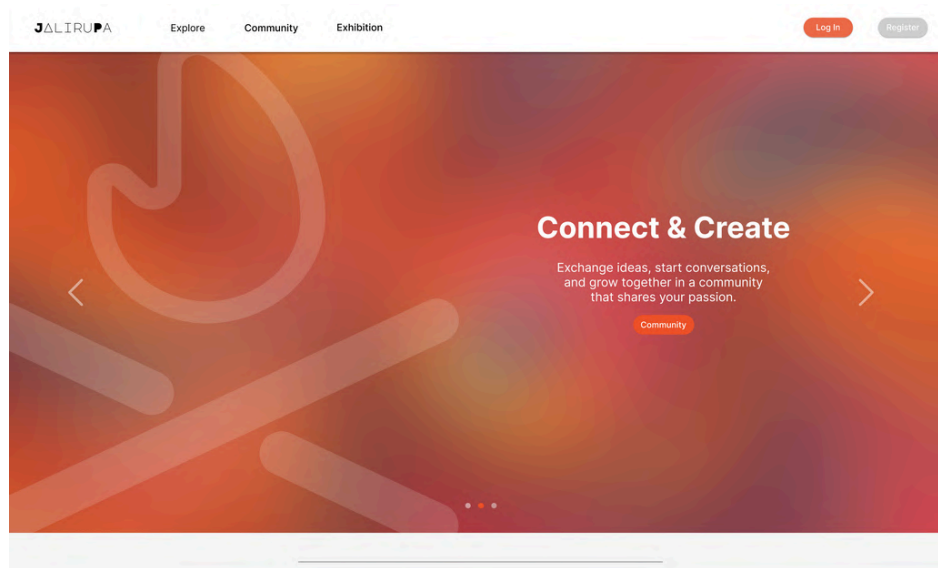 JΔLIRUPA
Explore
Community
Exhibition
Log In
Register
Connect & Create
Exchange ideas, start conversations,
and grow together in a community
that shares your passion.
Community